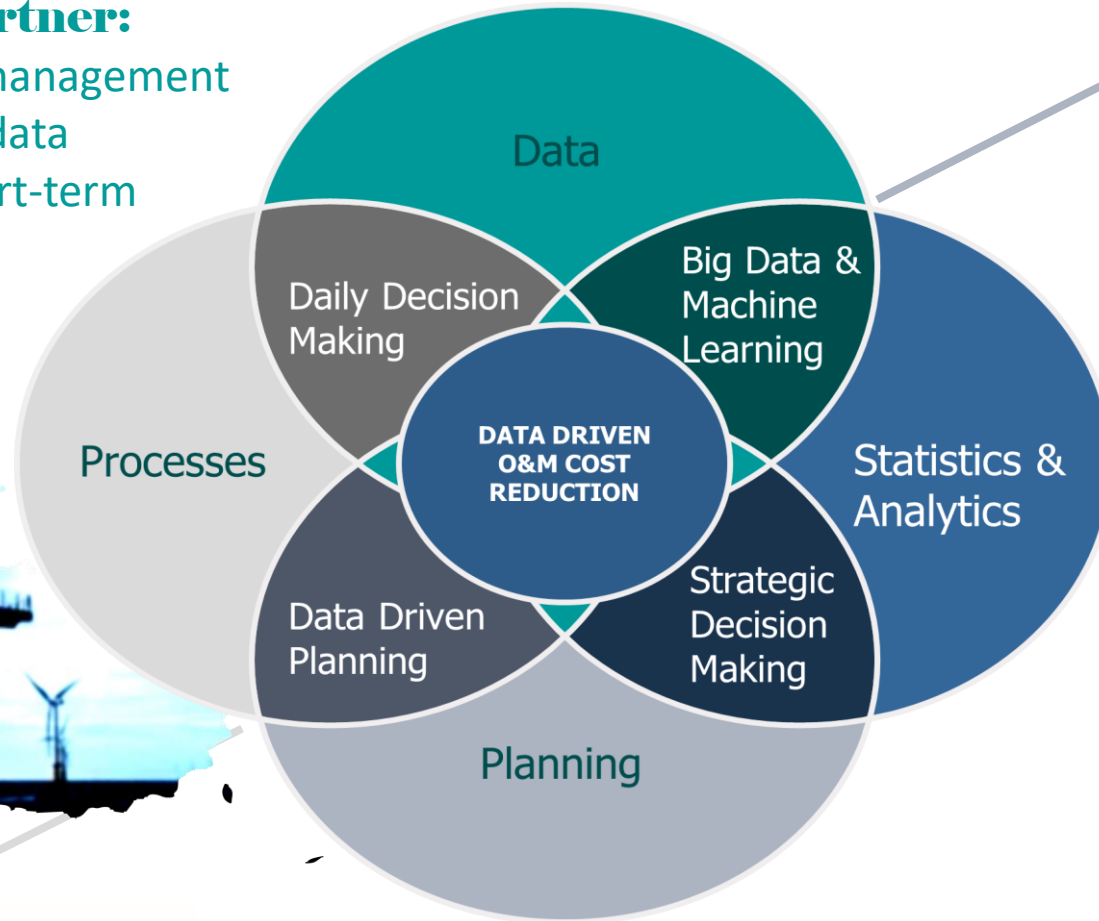 rtner:
management
data
rt-term
Data
Daily Decision
Making
Big Data &
Machine
Learning
Processes
DATA DRIVEN
O&M COST
REDUCTION
Statistics &
Analytics
Data Driven
Planning
Strategic
Decision
Making
Planning